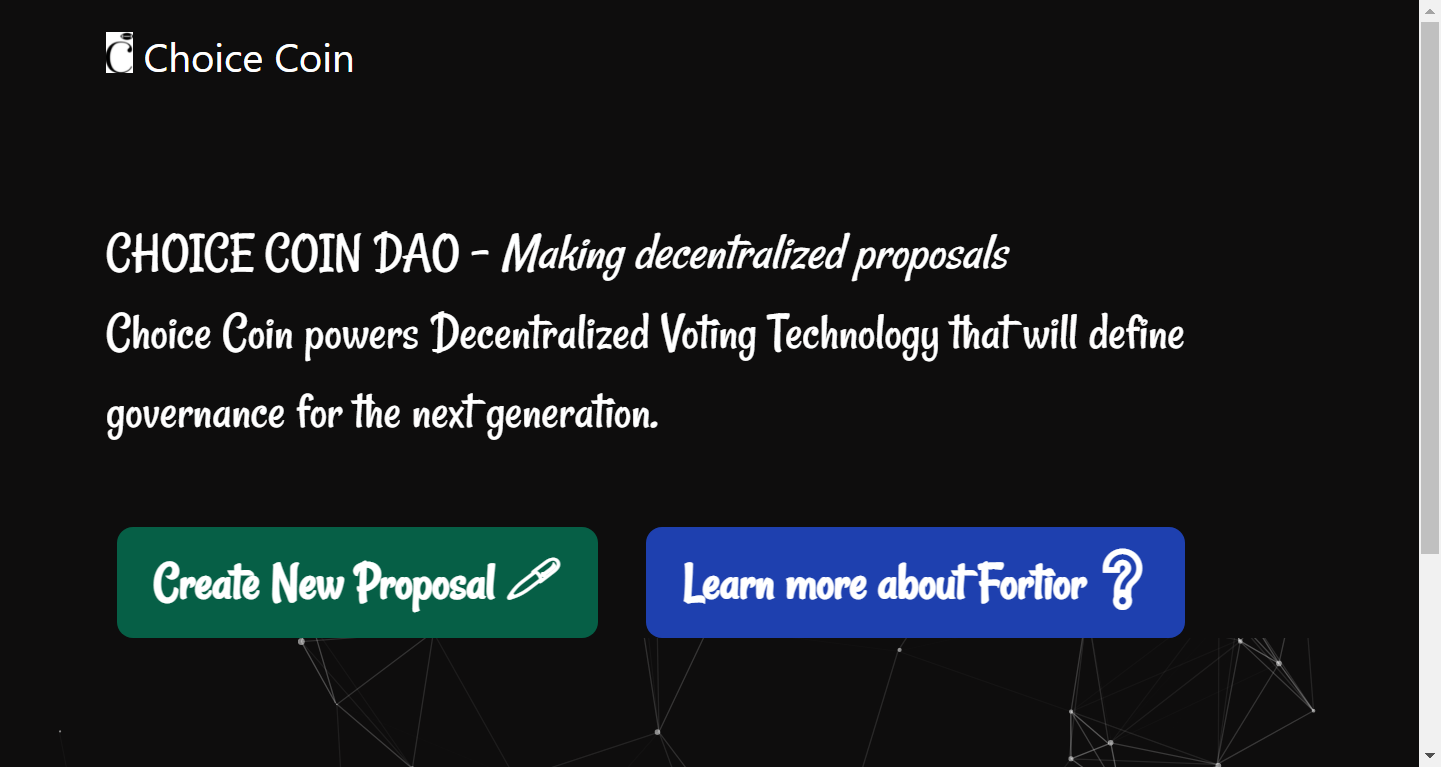 Choice Coin
CHOICE COIN DAO - Making decentralized proposals
Choice Coin powers Decentralized Voting Technology that will define
governance for the next generation.
Create New Proposal
Learn more about Fortior ?